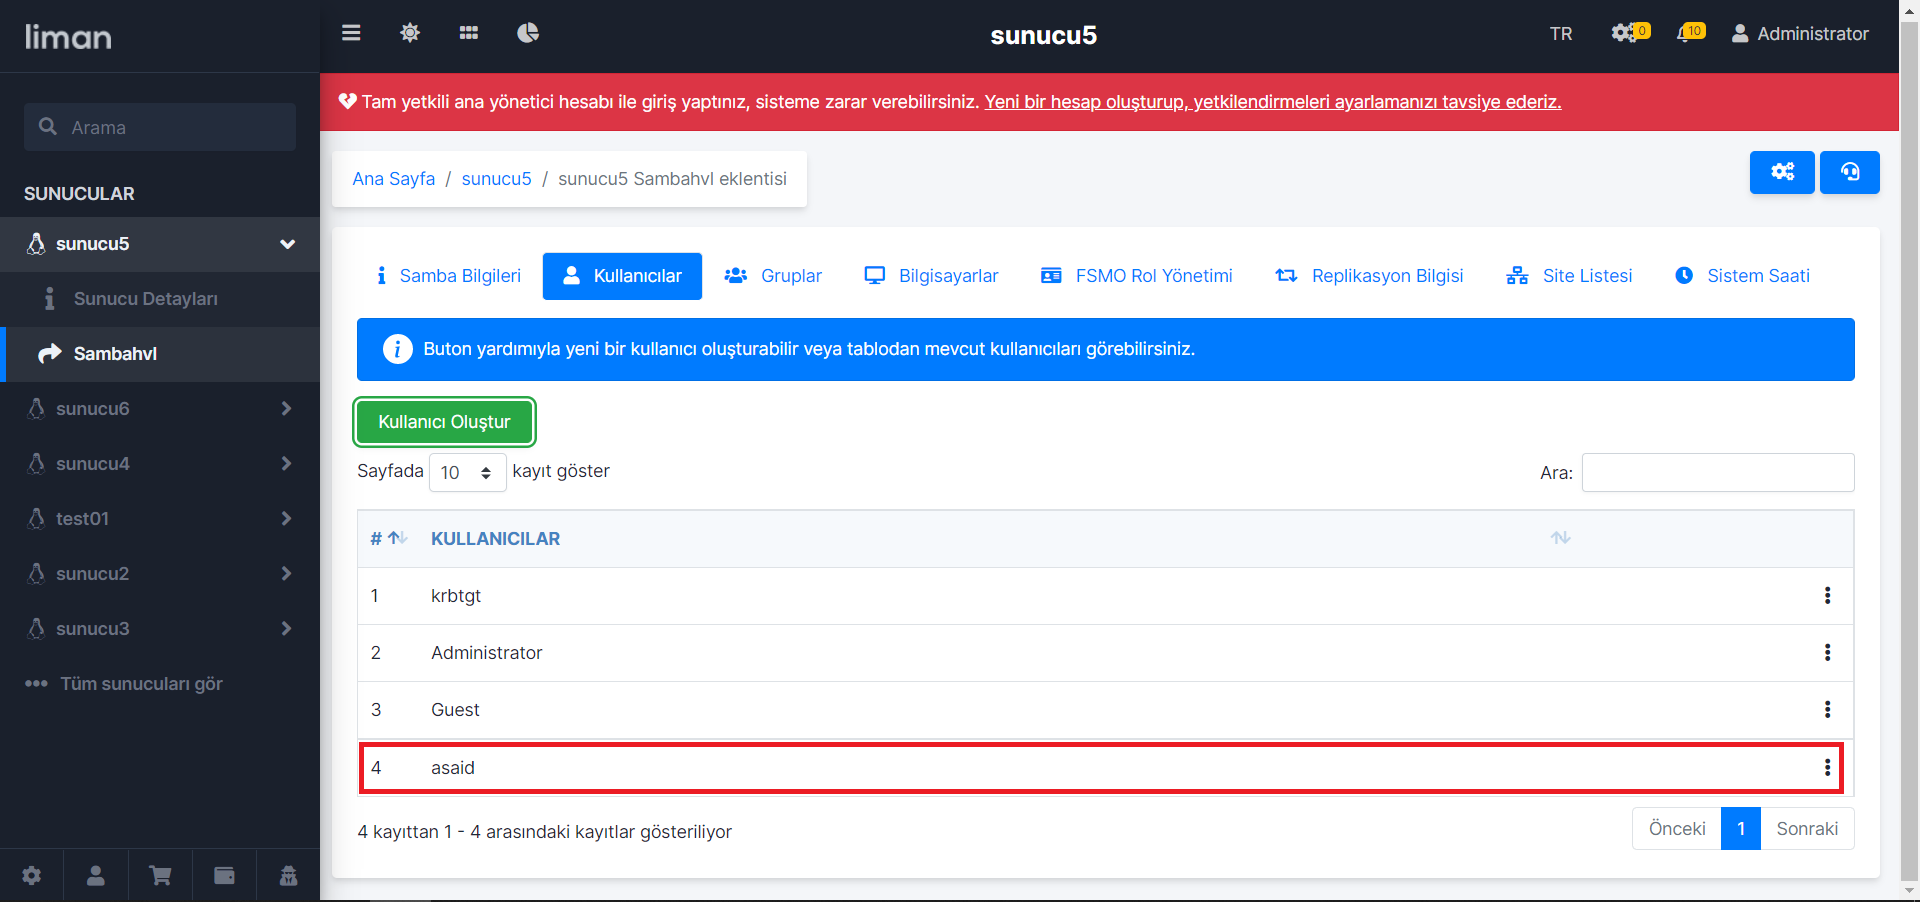 liman
sunucu5
TR
0
10
Administrator
Tam yetkili ana yönetici hesabı ile giriş yaptınız, sisteme zarar verebilirsiniz. Yeni bir hesap oluşturup, yetkilendirmeleri ayarlamanızı tavsiye ederiz.
Arama
SUNUCULAR
sunucu5
Sunucu Detayları
Sambahvl
sunucu6
sunucu4
test01
sunucu2
sunucu3
Tüm sunucuları gör
Ana Sayfa / sunucu5 / sunucu5 Sambahvl eklentisi
Samba Bilgileri
Kullanıcılar
Gruplar
Bilgisayarlar
FSMO Rol Yönetimi
Replikasyon Bilgisi
Site Listesi
Sistem Saati
Buton yardımıyla yeni bir kullanıcı oluşturabilir veya tablodan mevcut kullanıcıları görebilirsiniz.
Kullanıcı Oluştur
Sayfada 10 kayıt göster
Ara:
# KULLANICILAR
1 krbtgt
2 Administrator
3 Guest
4 asaid
4 kayıttan 1 - 4 arasındaki kayıtlar gösteriliyor
Önceki 1 Sonraki